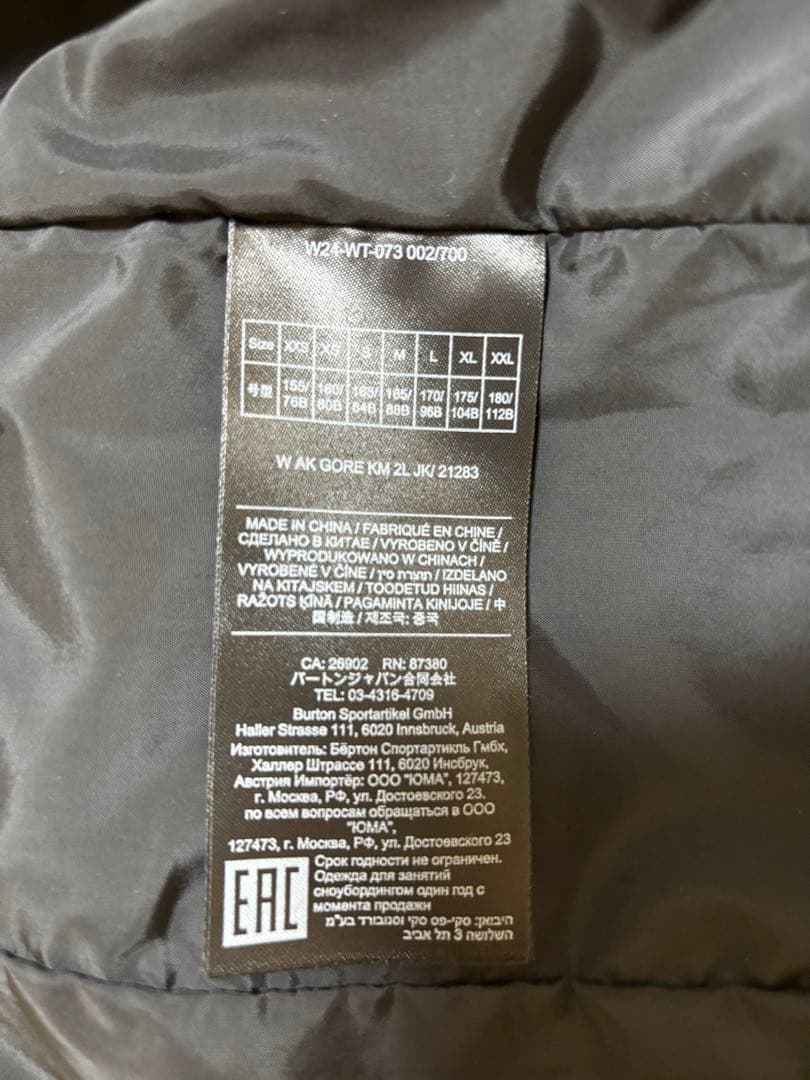 W24-WT-073 002/700
Size XXS XS S M L XL XXL
号型 155/76B 160/80B 165/84B 165/88B 170/96B 175/104B 180/112B
W AK GORE KM 2L JK/ 21283
MADE IN CHINA / FABRIQUÉ EN CHINE /
СДЕЛАНО В КИТАЕ / VYROBENO V ČÍNĚ /
WYPRODUKOWANO W CHINACH /
VYROBENÉ V ČÍNE / תוצרת סין / IZDELANO
NA KITAJSKEM / TOODETUD HIINAS /
RAŽOTS ĶĪNĀ / PAGAMINTA KINIJOJE / 中
国制造 / 제조국: 중국
CA: 26902 RN: 87380
バートンジャパン合同会社
TEL: 03-4316-4709
Burton Sportartikel GmbH
Haller Strasse 111, 6020 Innsbruck, Austria
Изготовитель: Бёртон Спортартикль Гмбх,
Халлер Штрассе 111, 6020 Инсбрук,
Австрия Импортёр: ООО "ЮМА", 127473,
г. Москва, РФ, ул. Достоевского 23.
по всем вопросам обращаться в ООО
"ЮМА",
127473, г. Москва, РФ, ул. Достоевского 23
EAC
Срок годности не ограничен.
Одежда для занятий
сноубордингом один год с
момента продажи
היבואן: סקי-פס סקי וסנובורד בע"מ
השלושה 3 תל אביב